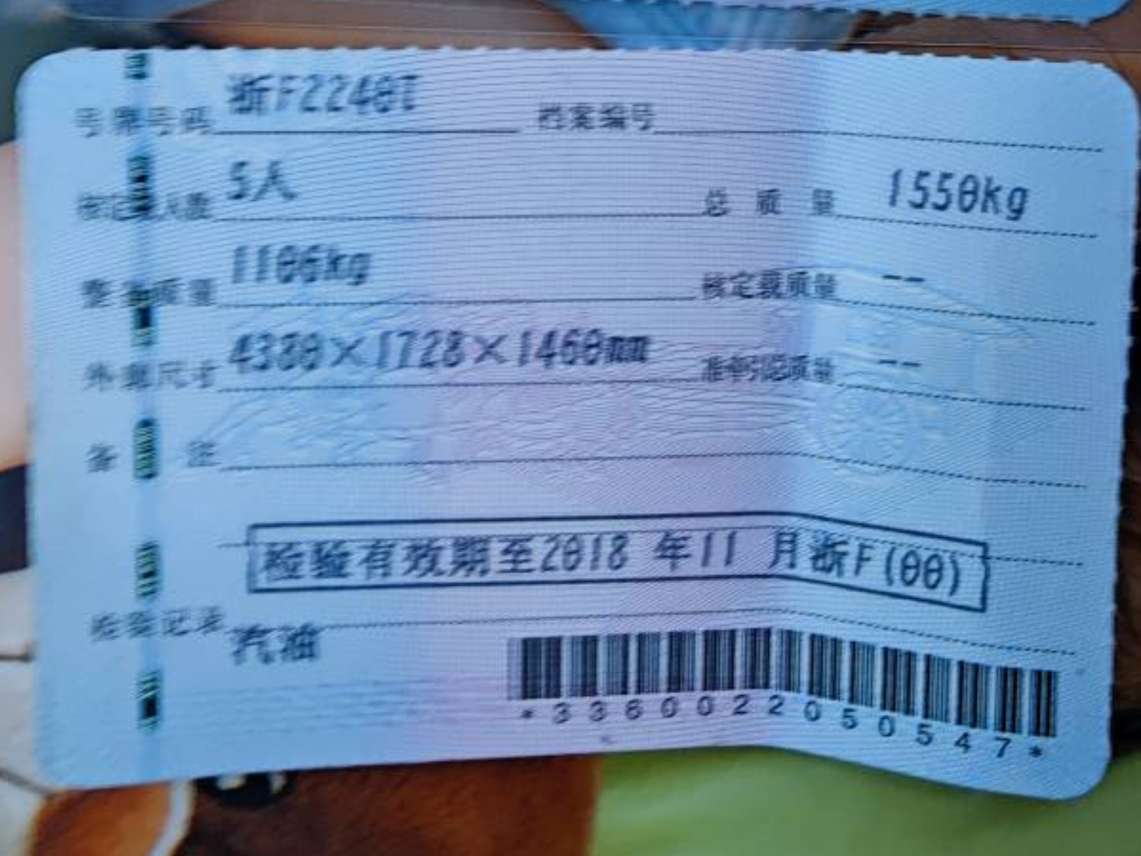 号牌号码 浙F2240T 档案编号
核定载人数 5人 总质量 1550kg
整备质量 1106kg 核定载质量 --
外廓尺寸 4380×1728×1460mm 准牵引总质量 --
备注
检验有效期至2018年11月浙F(00)
检验记录
汽油
*3360022050547*